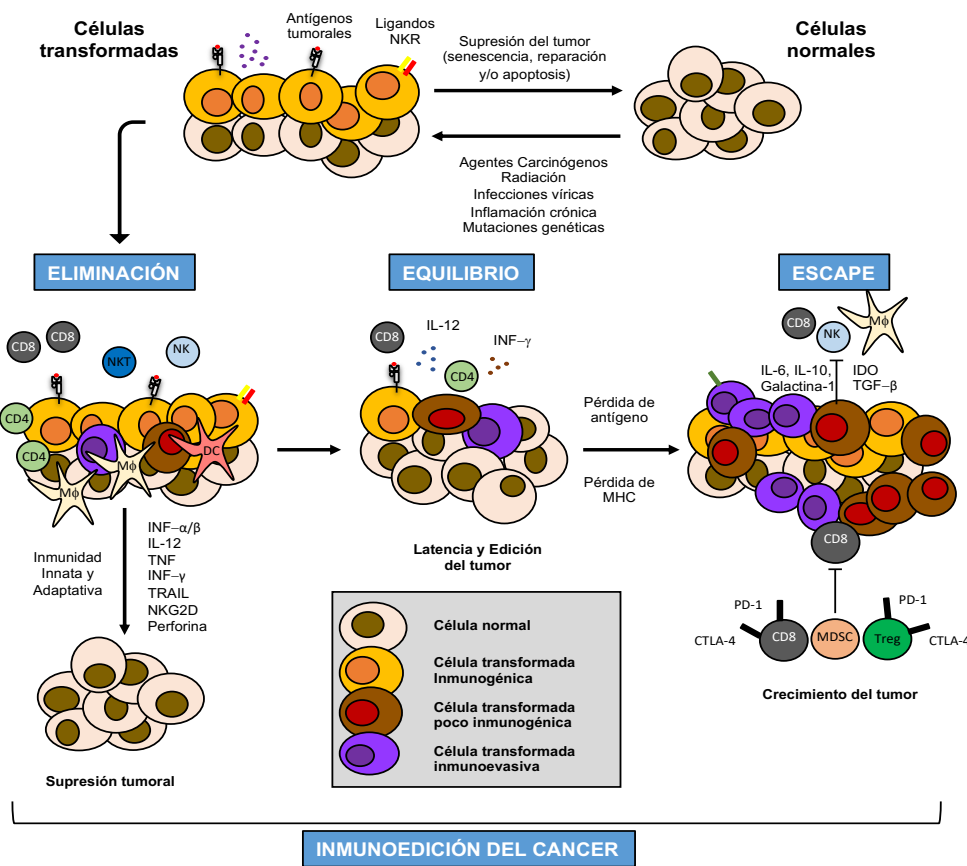 Células
transformadas
Antígenos
tumorales
Ligandos
NKR
Supresión del tumor
(senescencia, reparación
y/o apoptosis)
Células
normales
Agentes Carcinógenos
Radiación
Infecciones víricas
Inflamación crónica
Mutaciones genéticas
ELIMINACIÓN
EQUILIBRIO
ESCAPE
CD8
CD8
NKT
NK
CD4
CD4
Mϕ
Mϕ
DC
INF–α/β
IL-12
TNF
INF–γ
TRAIL
NKG2D
Perforina
Inmunidad
Innata y
Adaptativa
Supresión tumoral
CD8
IL-12
INF–γ
CD4
Latencia y Edición
del tumor
Pérdida de
antígeno
Pérdida de
MHC
CD8
NK
Mϕ
IL-6, IL-10,
Galactina-1
IDO
TGF–β
CD8
PD-1
CTLA-4
CD8
MDSC
Treg
PD-1
CTLA-4
Crecimiento del tumor
Célula normal
Célula transformada
Inmunogénica
Célula transformada
poco inmunogénica
Célula transformada
inmunoevasiva
INMUNOEDICIÓN DEL CANCER